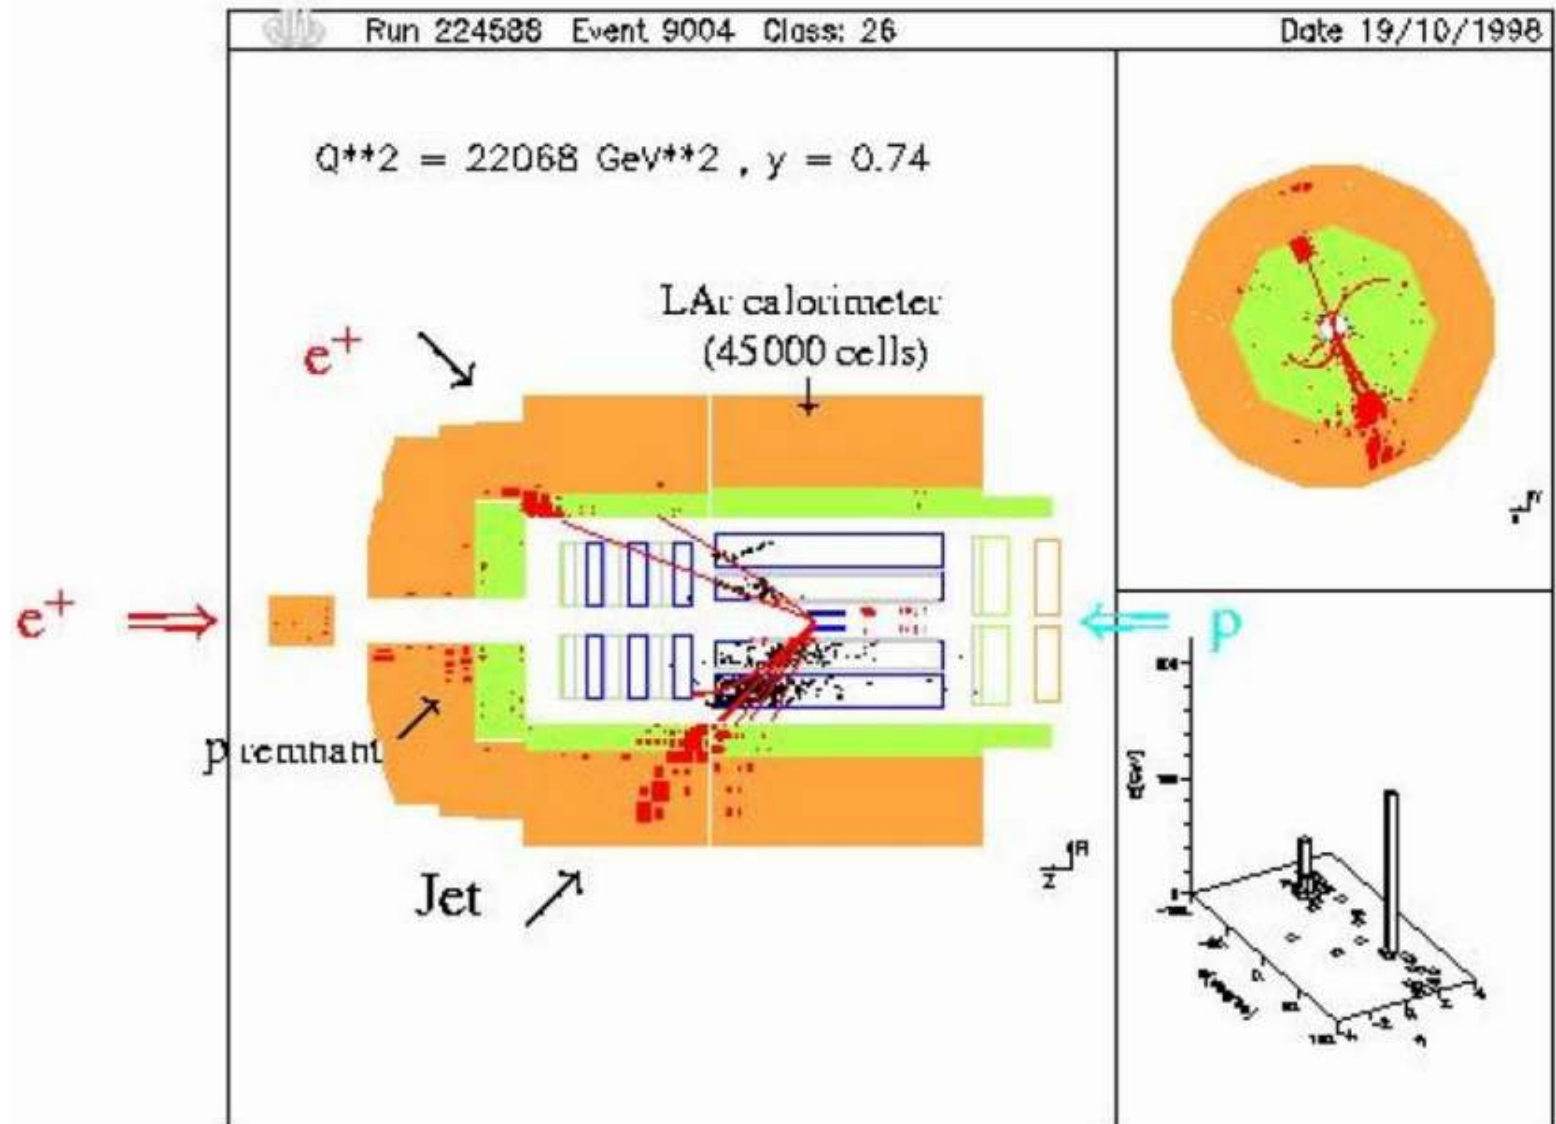 Run 224588 Event 9004 Class: 26
Date 19/10/1998
Q**2 = 22068 GeV**2 , y = 0.74
LAr calorimeter
(45000 cells)
e+
e+
p
p remnant
Jet
R
Z
E[GeV]